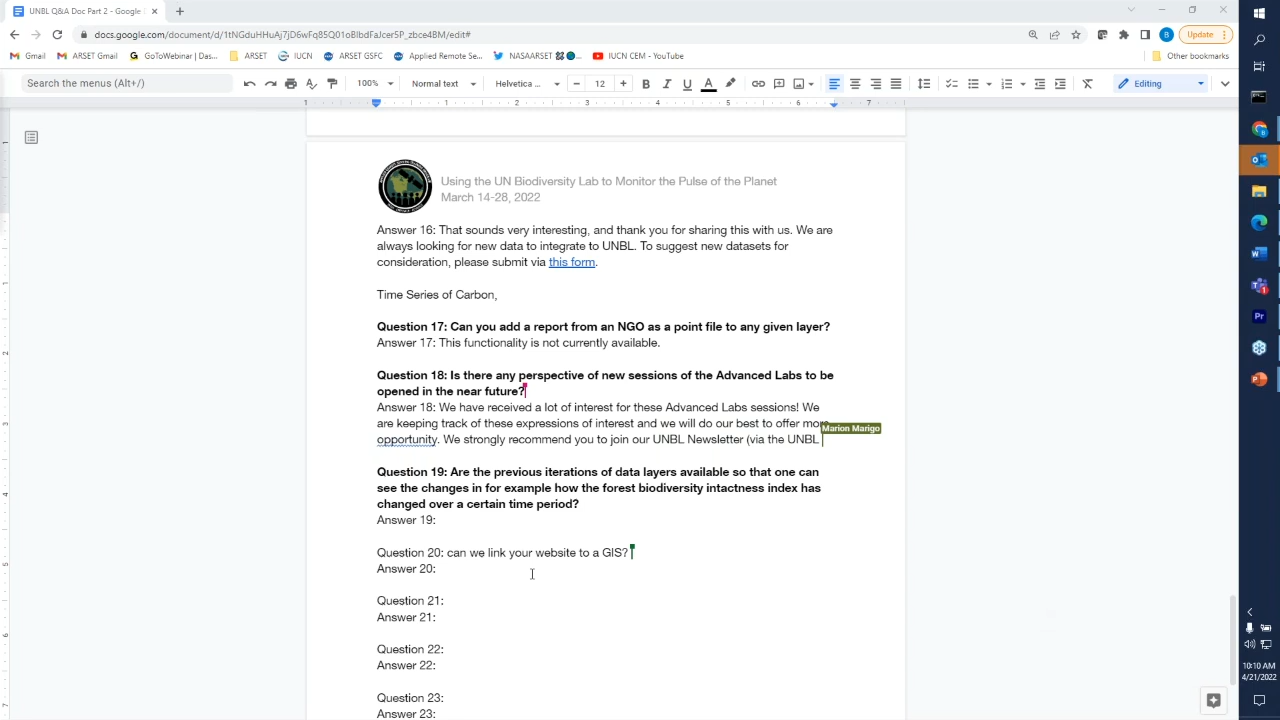 UNBL Q&A Doc Part 2 - Google
docs.google.com/document/d/1tNGduHHuAj7jD6wFq85Q01oBlbdFaJcer5P_zbce4BM/edit#
Update
Gmail ARSET Gmail GoToWebinar | Das... ARSET IUCN ARSET GSFC Applied Remote Se... NASAARSET IUCN CEM - YouTube Other bookmarks
Search the menus (Alt+/) 100% Normal text Helvetica ... 12 Editing
1 1 2 3 4 5 6 7
Using the UN Biodiversity Lab to Monitor the Pulse of the Planet
March 14-28, 2022
Answer 16: That sounds very interesting, and thank you for sharing this with us. We are
always looking for new data to integrate to UNBL. To suggest new datasets for
consideration, please submit via this form.
Time Series of Carbon,
Question 17: Can you add a report from an NGO as a point file to any given layer?
Answer 17: This functionality is not currently available.
Question 18: Is there any perspective of new sessions of the Advanced Labs to be
opened in the near future?
Answer 18: We have received a lot of interest for these Advanced Labs sessions! We
are keeping track of these expressions of interest and we will do our best to offer more
Marion Marigo
opportunity. We strongly recommend you to join our UNBL Newsletter (via the UNBL
Question 19: Are the previous iterations of data layers available so that one can
see the changes in for example how the forest biodiversity intactness index has
changed over a certain time period?
Answer 19:
Question 20: can we link your website to a GIS?
Answer 20:
Question 21:
Answer 21:
Question 22:
Answer 22:
Question 23:
Answer 23:
10:10 AM
4/21/2022